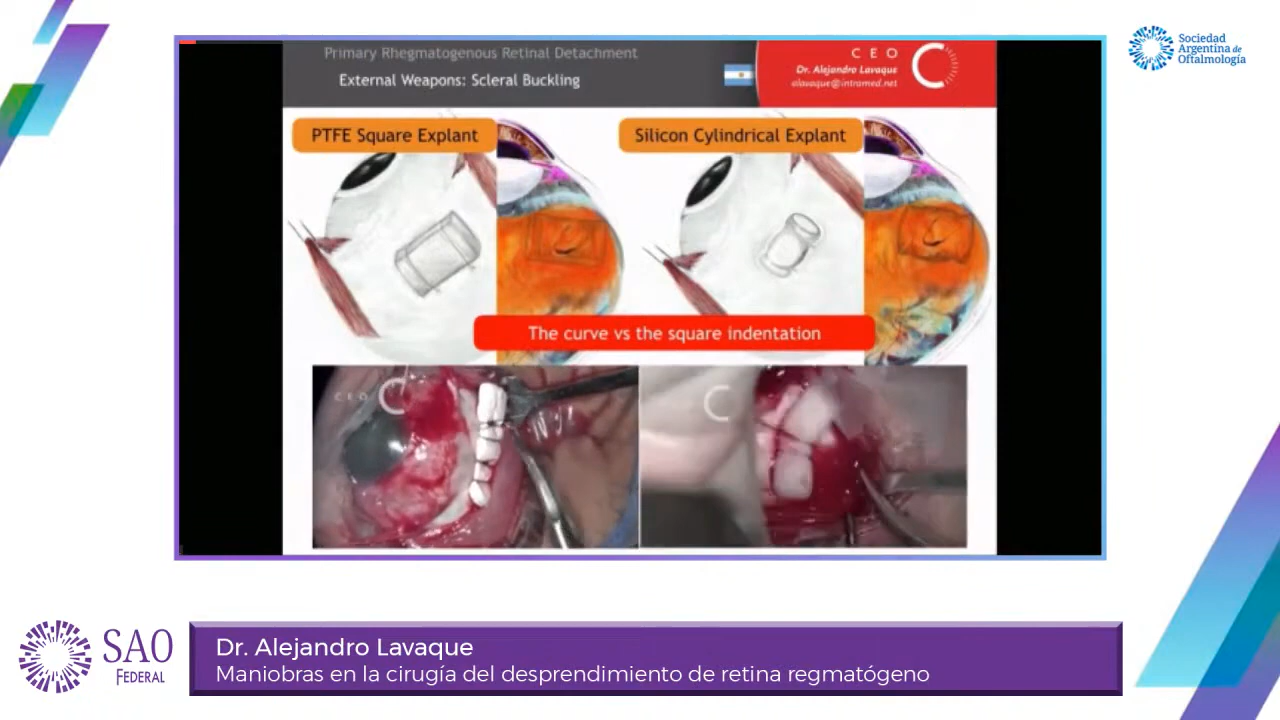 Primary Rhegmatogenous Retinal Detachment
External Weapons: Scleral Buckling
CEO
Dr. Alejandro Lavaque
alavaque@intramed.net
Sociedad
Argentina de
Oftalmología
PTFE Square Explant
Silicon Cylindrical Explant
The curve vs the square indentation
CEO
SAO
FEDERAL
Dr. Alejandro Lavaque
Maniobras en la cirugía del desprendimiento de retina regmatógeno